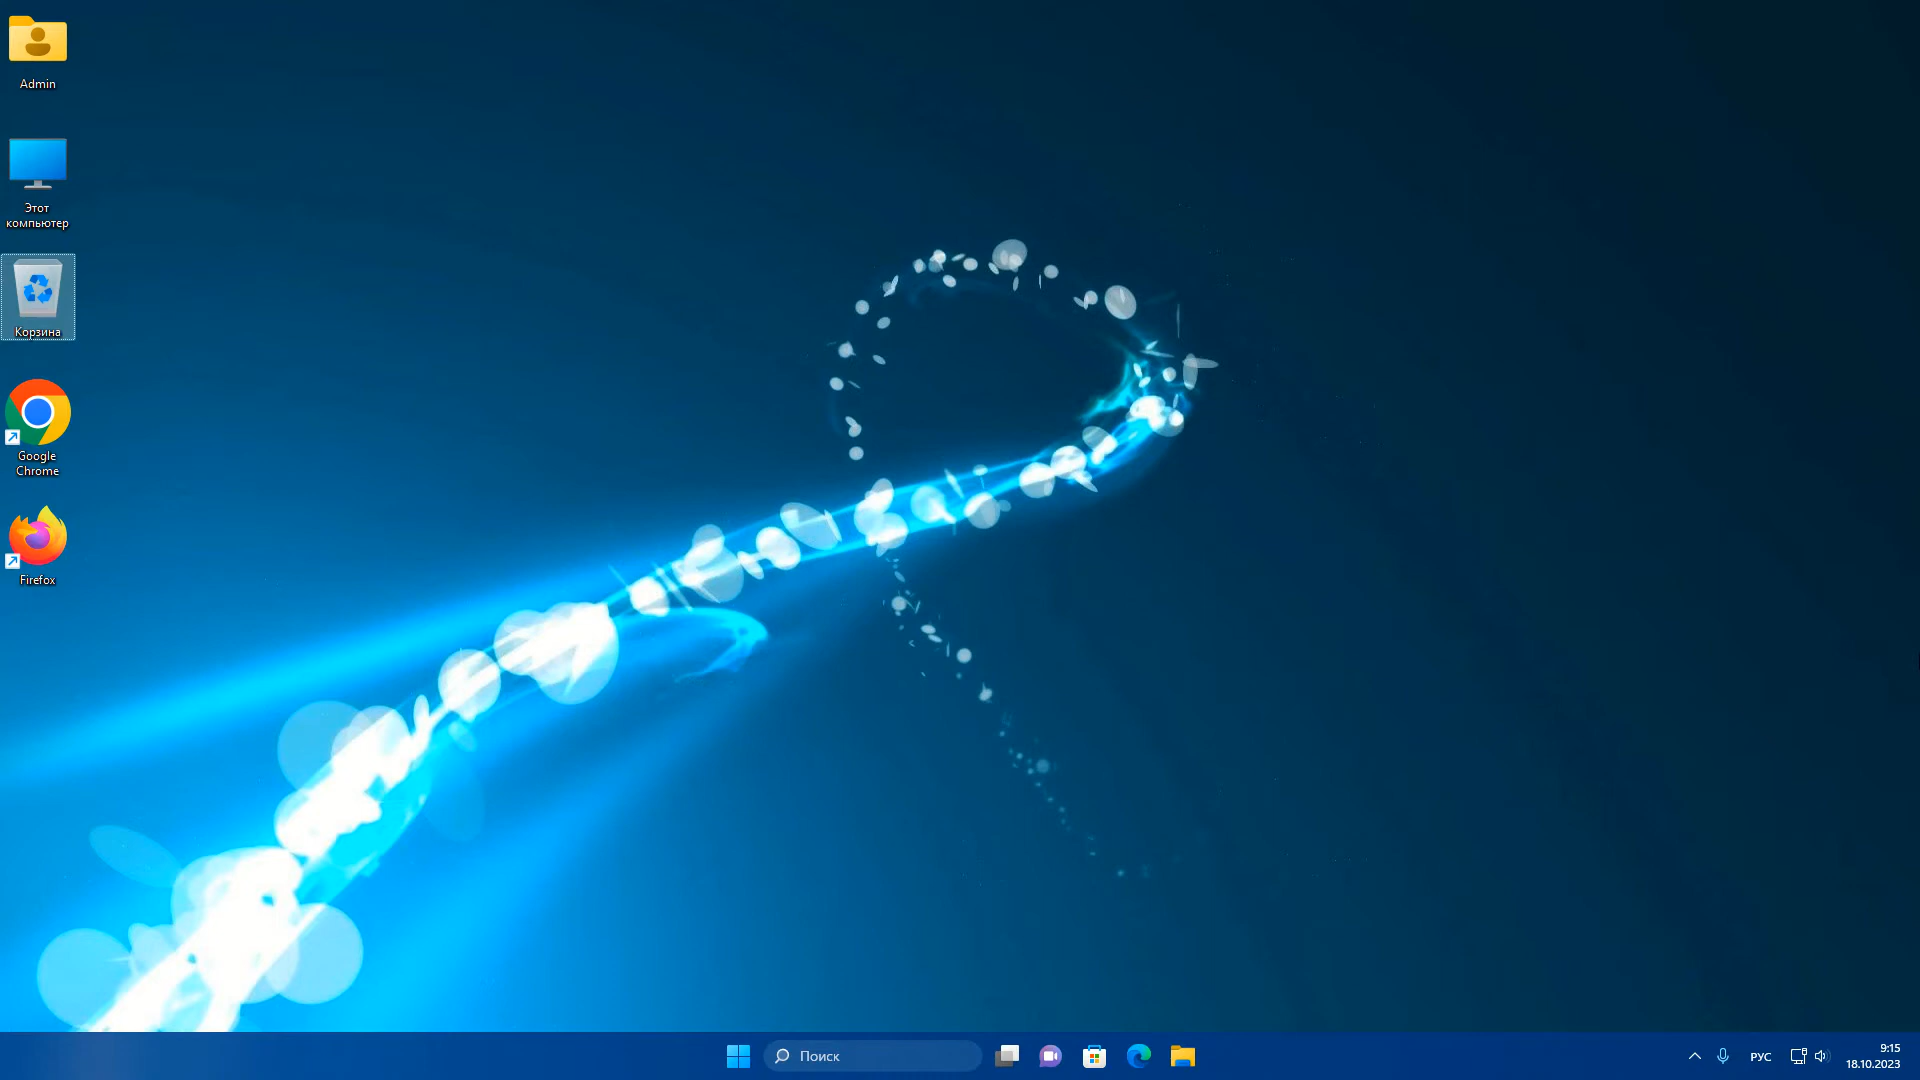 Admin
Этот
компьютер
Корзина
Google
Chrome
Firefox
Поиск
РУС
9:15
18.10.2023